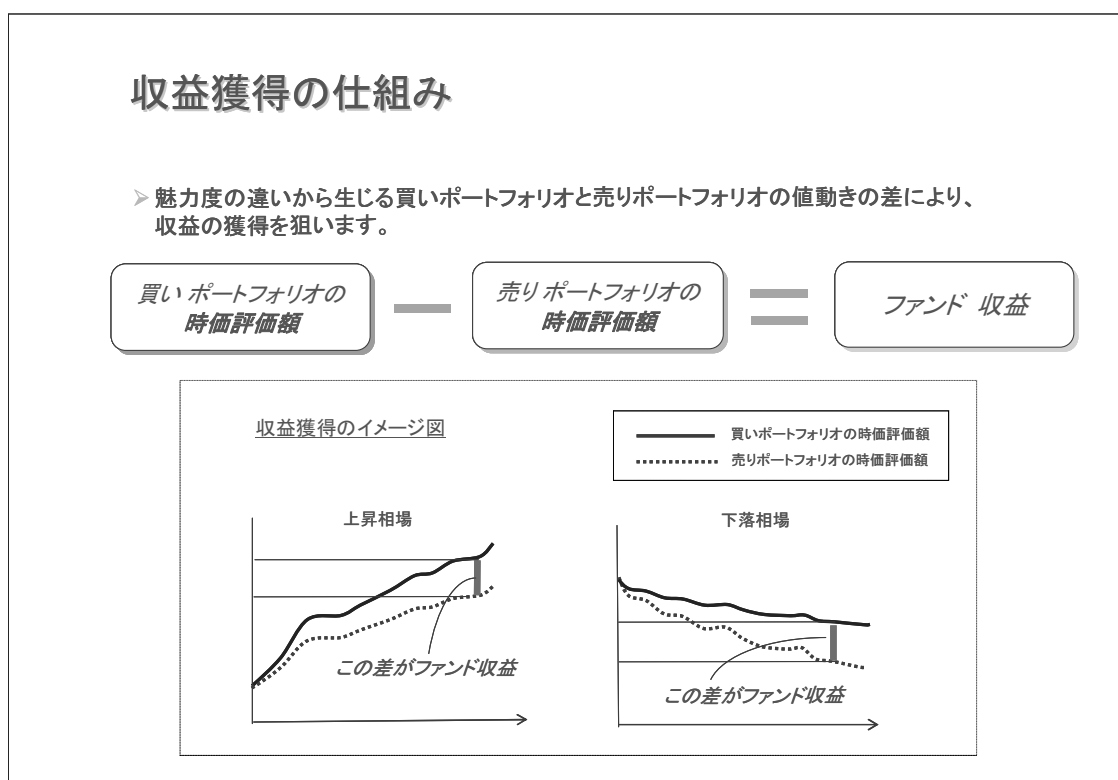 収益獲得の仕組み
➢ 魅力度の違いから生じる買いポートフォリオと売りポートフォリオの値動きの差により、
収益の獲得を狙います。
買い ポートフォリオの
時価評価額
売り ポートフォリオの
時価評価額
ファンド 収益
収益獲得のイメージ図
買いポートフォリオの時価評価額
売りポートフォリオの時価評価額
上昇相場
下落相場
この差がファンド収益
この差がファンド収益